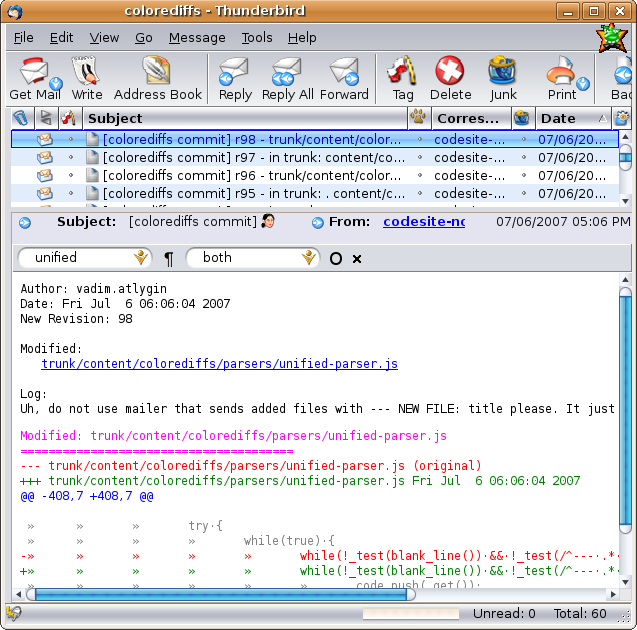 colorediffs - Thunderbird
File Edit View Go Message Tools Help
Get Mail Write Address Book Reply Reply All Forward Tag Delete Junk Print Bac
Subject Corres... Date
[colorediffs commit] r98 - trunk/content/color... codesite-... 07/06/20...
[colorediffs commit] r97 - in trunk: content/co... codesite-... 07/06/20...
[colorediffs commit] r96 - trunk/content/color... codesite-... 07/06/20...
[colorediffs commit] r95 - in trunk: . content/c... codesite-... 07/06/20...
Subject: [colorediffs commit] From: codesite-no 07/06/2007 05:06 PM
unified ¶ both O ×
Author: vadim.atlygin
Date: Fri Jul  6 06:06:04 2007
New Revision: 98
Modified:
trunk/content/colorediffs/parsers/unified-parser.js
Log:
Uh, do not use mailer that sends added files with --- NEW FILE: title please. It just
Modified: trunk/content/colorediffs/parsers/unified-parser.js
=======================================
--- trunk/content/colorediffs/parsers/unified-parser.js (original)
+++ trunk/content/colorediffs/parsers/unified-parser.js Fri Jul  6 06:06:04 2007
@@ -408,7 +408,7 @@
» » » try·{
» » » » while(true)·{
-» » » » » while(!_test(blank_line())·&&·!_test(/^---·.*·
+» » » » » while(!_test(blank_line())·&&·!_test(/^---·.*·
» » » » » » code.push(_get());
Unread: 0 Total: 60